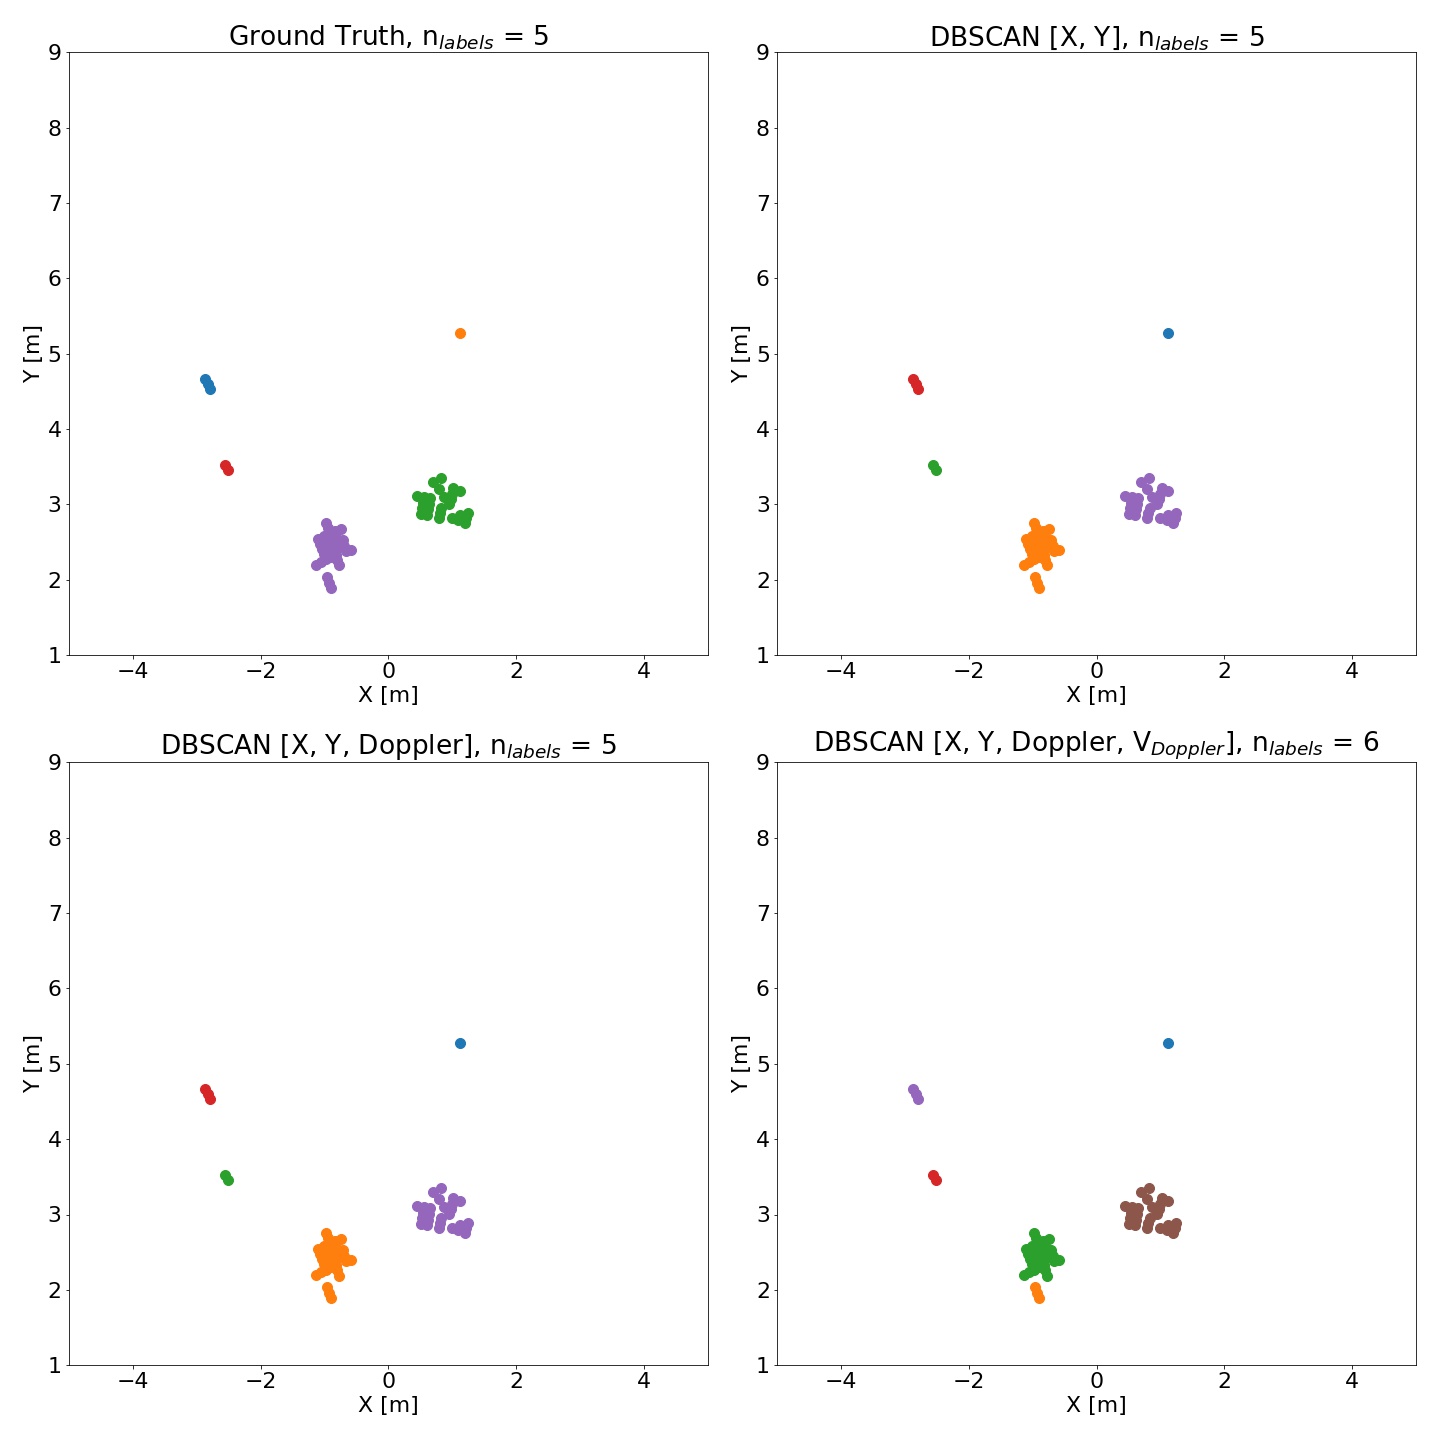 Ground Truth, n_labels = 5
9
8
7
6
5
4
3
2
1
Y [m]
−4 −2 0 2 4
X [m]
DBSCAN [X, Y], n_labels = 5
9
8
7
6
5
4
3
2
1
Y [m]
−4 −2 0 2 4
X [m]
DBSCAN [X, Y, Doppler], n_labels = 5
9
8
7
6
5
4
3
2
1
Y [m]
−4 −2 0 2 4
X [m]
DBSCAN [X, Y, Doppler, V_Doppler], n_labels = 6
9
8
7
6
5
4
3
2
1
Y [m]
−4 −2 0 2 4
X [m]